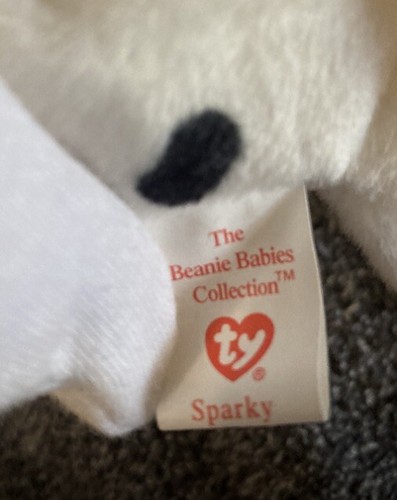 The
Beanie Babies
Collection™
ty®
Sparky